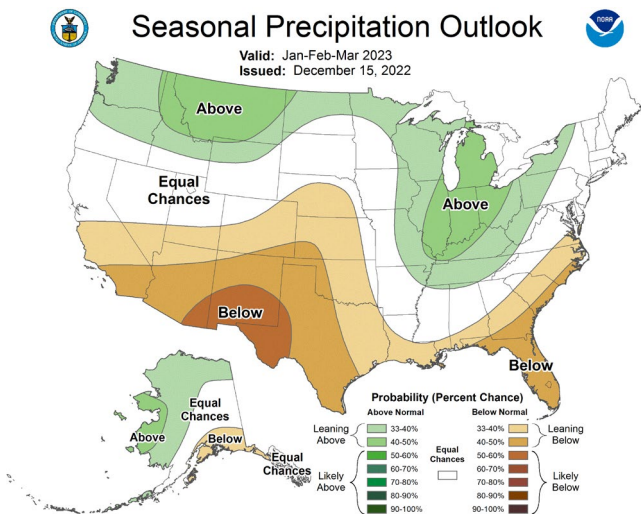 Seasonal Precipitation Outlook
NOAA
Valid: Jan-Feb-Mar 2023
Issued: December 15, 2022
Above
Equal
Chances
Above
Below
Below
Equal
Chances
Above
Below
Equal
Chances
Probability (Percent Chance)
Above Normal
Below Normal
Leaning
Above
33-40%
40-50%
Likely
Above
50-60%
60-70%
70-80%
80-90%
90-100%
Equal
Chances
33-40%
40-50%
Leaning
Below
50-60%
60-70%
70-80%
80-90%
90-100%
Likely
Below